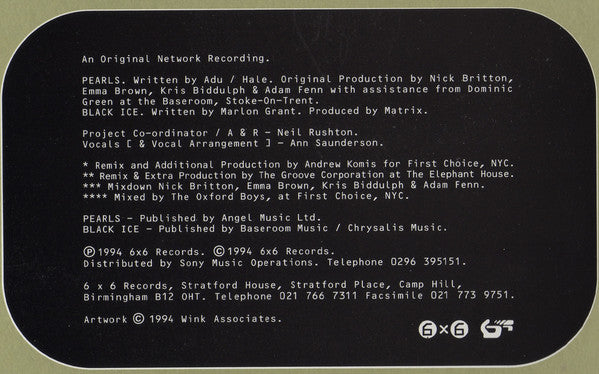 An Original Network Recording.
PEARLS. Written by Adu / Hale. Original Production by Nick Britton,
Emma Brown, Kris Biddulph & Adam Fenn with assistance from Dominic
Green at the Baseroom, Stoke-On-Trent.
BLACK ICE. Written by Marlon Grant. Produced by Matrix.
Project Co-ordinator / A & R - Neil Rushton.
Vocals [ & Vocal Arrangement ] - Ann Saunderson.
* Remix and Additional Production by Andrew Komis for First Choice, NYC.
** Remix & Extra Production by The Groove Corporation at The Elephant House.
*** Mixdown Nick Britton, Emma Brown, Kris Biddulph & Adam Fenn.
**** Mixed by The Oxford Boys, at First Choice, NYC.
PEARLS - Published by Angel Music Ltd.
BLACK ICE - Published by Baseroom Music / Chrysalis Music.
℗ 1994 6x6 Records. © 1994 6x6 Records.
Distributed by Sony Music Operations. Telephone 0296 395151.
6 x 6 Records, Stratford House, Stratford Place, Camp Hill,
Birmingham B12 OHT. Telephone 021 766 7311 Facsimile 021 773 9751.
Artwork © 1994 Wink Associates.
6 x 6